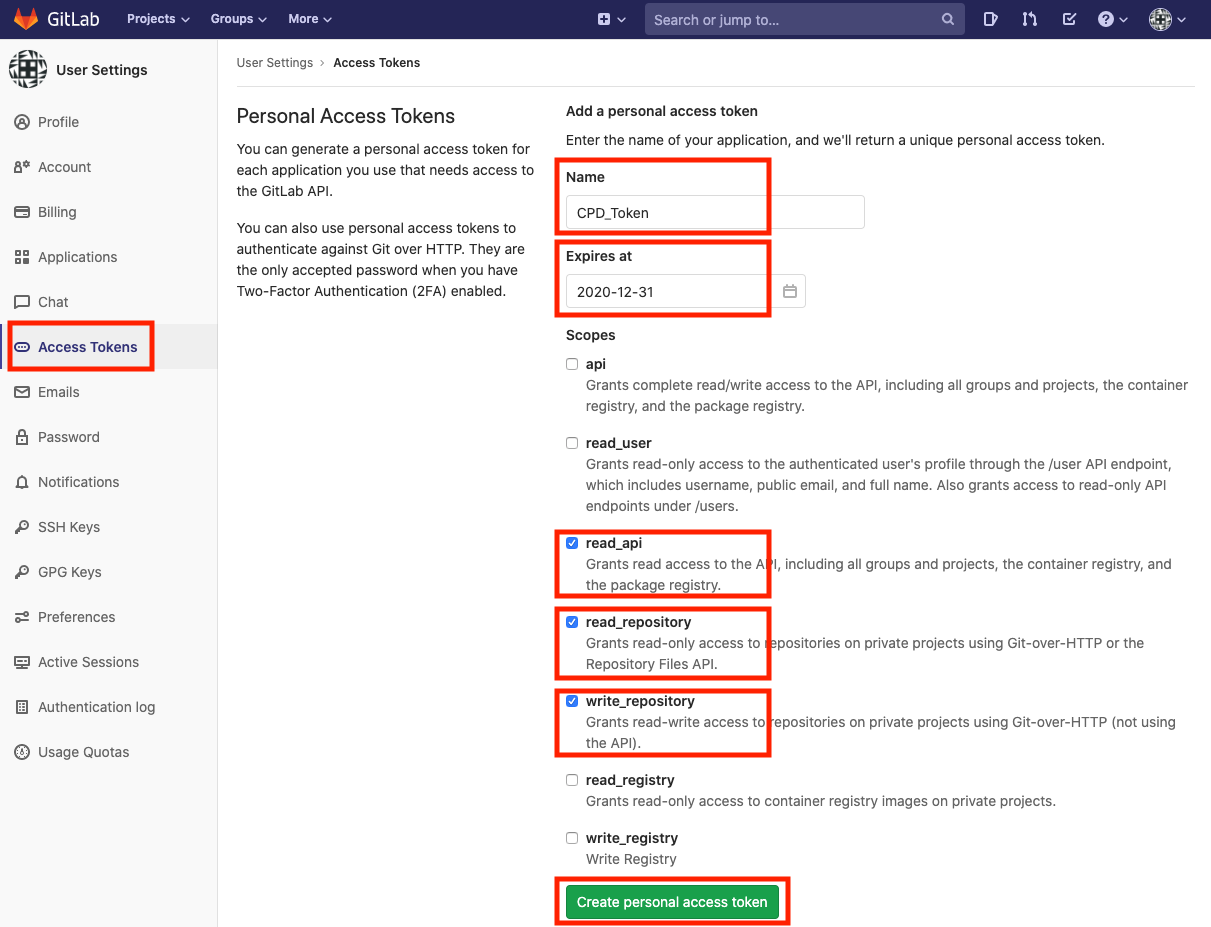 GitLab
Projects
Groups
More
Search or jump to...
User Settings
Profile
Account
Billing
Applications
Chat
Access Tokens
Emails
Password
Notifications
SSH Keys
GPG Keys
Preferences
Active Sessions
Authentication log
Usage Quotas
User Settings › Access Tokens
Personal Access Tokens
You can generate a personal access token for
each application you use that needs access to
the GitLab API.
You can also use personal access tokens to
authenticate against Git over HTTP. They are
the only accepted password when you have
Two-Factor Authentication (2FA) enabled.
Add a personal access token
Enter the name of your application, and we'll return a unique personal access token.
Name
CPD_Token
Expires at
2020-12-31
Scopes
api
Grants complete read/write access to the API, including all groups and projects, the container
registry, and the package registry.
read_user
Grants read-only access to the authenticated user's profile through the /user API endpoint,
which includes username, public email, and full name. Also grants access to read-only API
endpoints under /users.
read_api
Grants read access to the API, including all groups and projects, the container registry, and
the package registry.
read_repository
Grants read-only access to repositories on private projects using Git-over-HTTP or the
Repository Files API.
write_repository
Grants read-write access to repositories on private projects using Git-over-HTTP (not using
the API).
read_registry
Grants read-only access to container registry images on private projects.
write_registry
Write Registry
Create personal access token